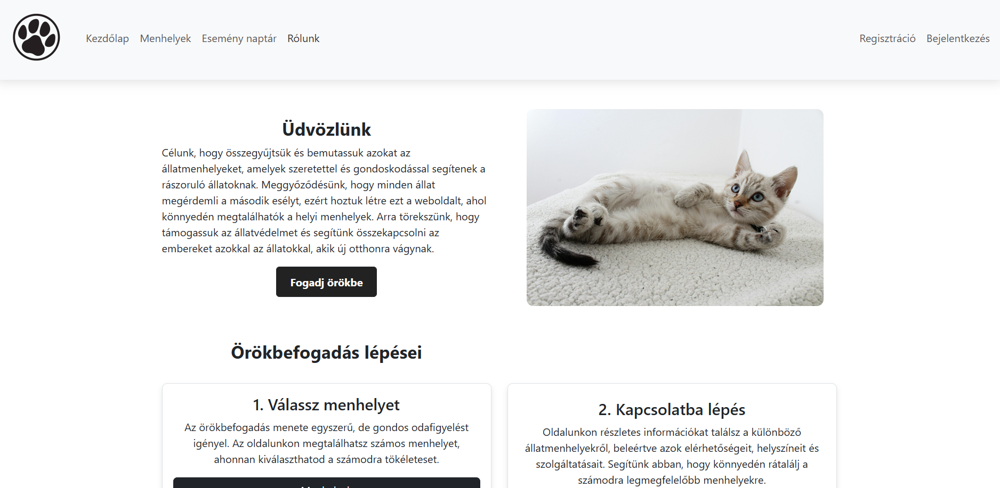 Kezdőlap Menhelyek Esemény naptár Rólunk Regisztráció Bejelentkezés
Üdvözlünk
Célunk, hogy összegyűjtsük és bemutassuk azokat az
állatmenhelyeket, amelyek szeretettel és gondoskodással segítenek a
rászoruló állatoknak. Meggyőződésünk, hogy minden állat
megérdemli a második esélyt, ezért hoztuk létre ezt a weboldalt, ahol
könnyedén megtalálhatók a helyi menhelyek. Arra törekszünk, hogy
támogassuk az állatvédelmet és segítünk összekapcsolni az
embereket azokkal az állatokkal, akik új otthonra vágynak.
Fogadj örökbe
Örökbefogadás lépései
1. Válassz menhelyet
Az örökbefogadás menete egyszerű, de gondos odafigyelést
igényel. Az oldalunkon megtalálhatsz számos menhelyet,
ahonnan kiválaszthatod a számodra tökéleteset.
2. Kapcsolatba lépés
Oldalunkon részletes információkat találsz a különböző
állatmenhelyekről, beleértve azok elérhetőségeit, helyszíneit és
szolgáltatásait. Segítünk abban, hogy könnyedén rátalálj a
számodra legmegfelelőbb menhelyekre.